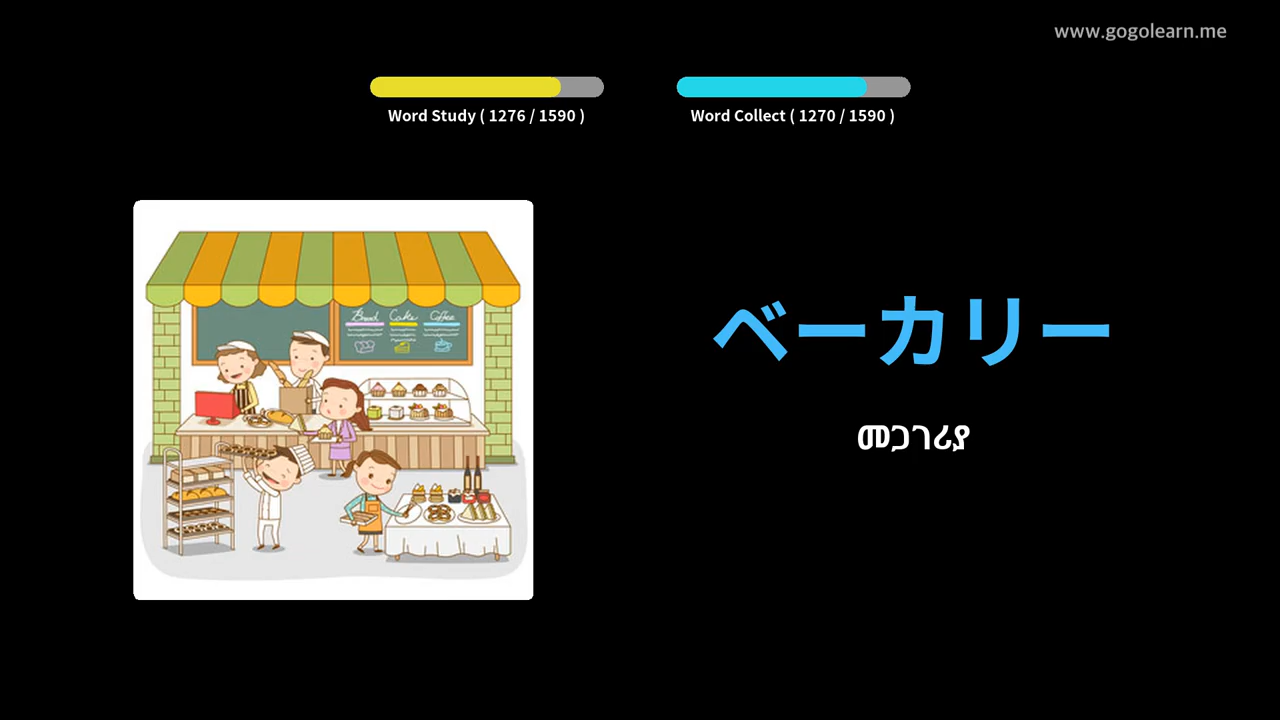 www.gogolearn.me
Word Study ( 1276 / 1590 )
Word Collect ( 1270 / 1590 )
Bread Cake Coffee
ベーカリー
መጋገሪያ